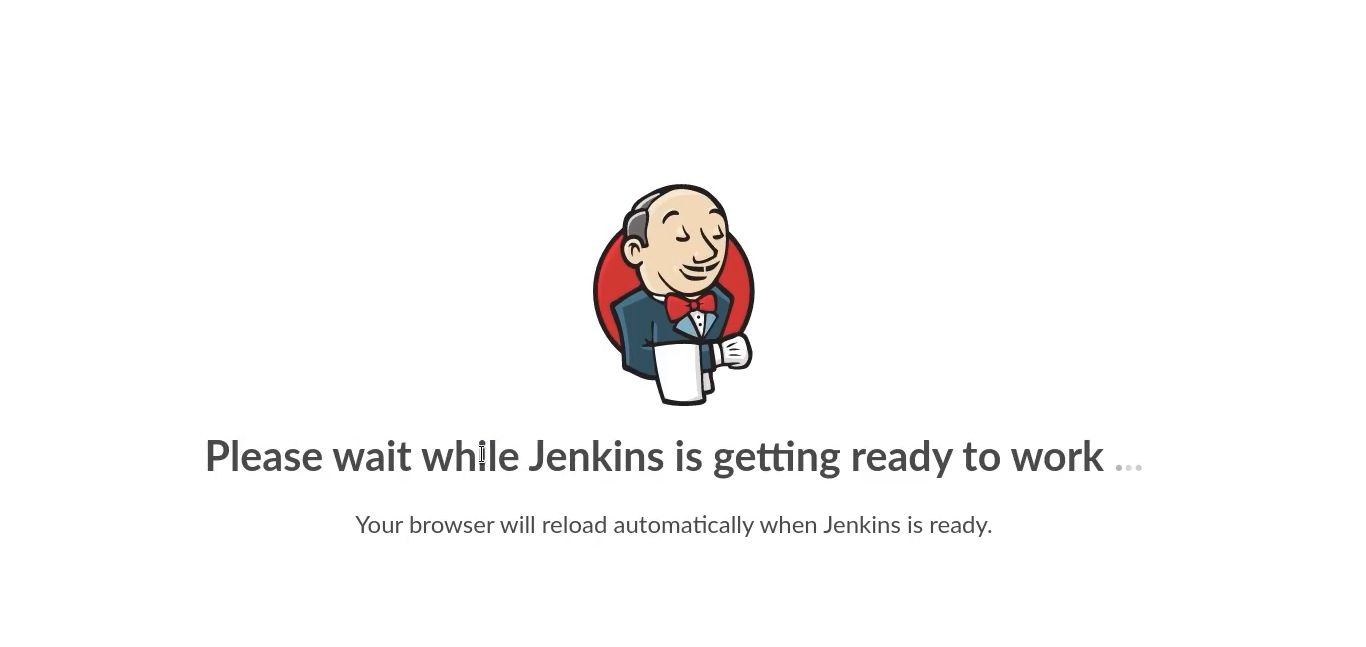 Please wait while Jenkins is getting ready to work ...
Your browser will reload automatically when Jenkins is ready.